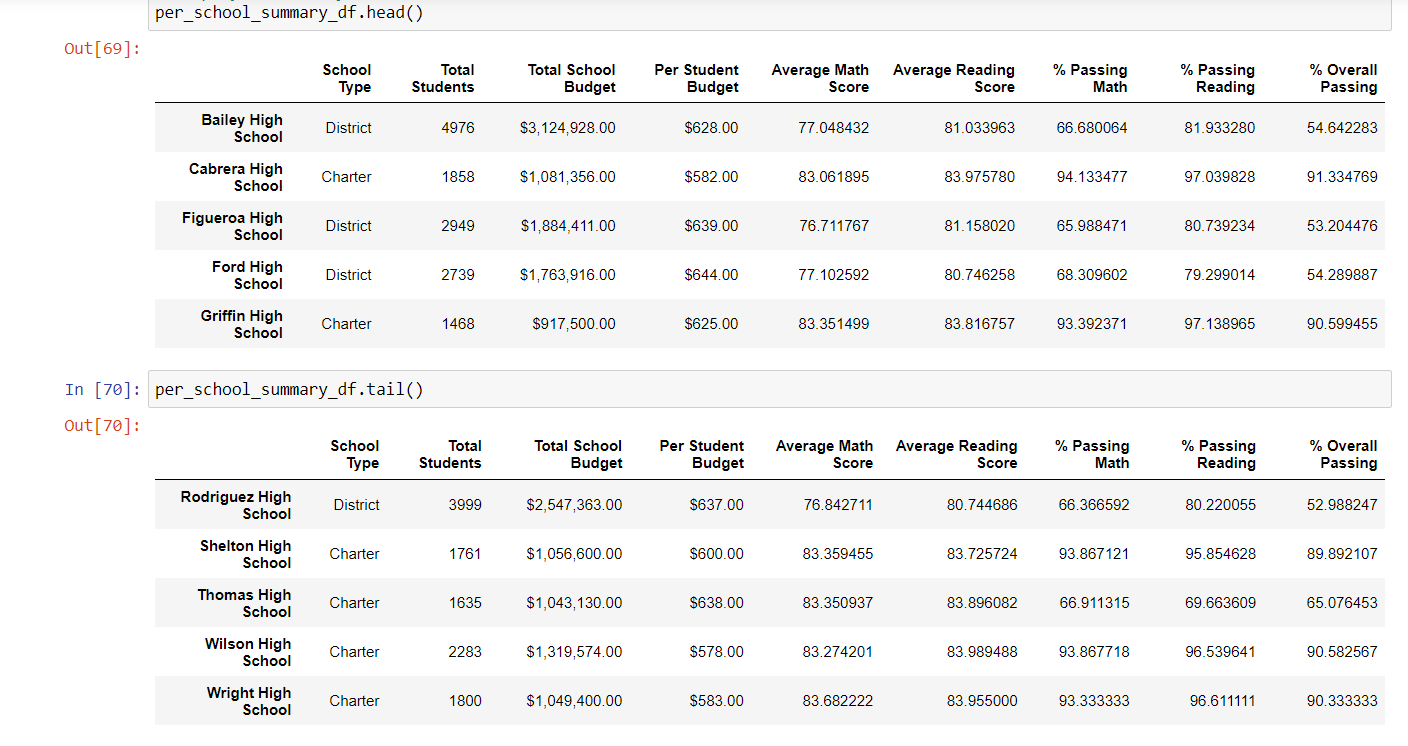 per_school_summary_df.head()
Out[69]:
School Type Total Students Total School Budget Per Student Budget Average Math Score Average Reading Score % Passing Math % Passing Reading % Overall Passing
Bailey High School District 4976 $3,124,928.00 $628.00 77.048432 81.033963 66.680064 81.933280 54.642283
Cabrera High School Charter 1858 $1,081,356.00 $582.00 83.061895 83.975780 94.133477 97.039828 91.334769
Figueroa High School District 2949 $1,884,411.00 $639.00 76.711767 81.158020 65.988471 80.739234 53.204476
Ford High School District 2739 $1,763,916.00 $644.00 77.102592 80.746258 68.309602 79.299014 54.289887
Griffin High School Charter 1468 $917,500.00 $625.00 83.351499 83.816757 93.392371 97.138965 90.599455
In [70]: per_school_summary_df.tail()
Out[70]:
School Type Total Students Total School Budget Per Student Budget Average Math Score Average Reading Score % Passing Math % Passing Reading % Overall Passing
Rodriguez High School District 3999 $2,547,363.00 $637.00 76.842711 80.744686 66.366592 80.220055 52.988247
Shelton High School Charter 1761 $1,056,600.00 $600.00 83.359455 83.725724 93.867121 95.854628 89.892107
Thomas High School Charter 1635 $1,043,130.00 $638.00 83.350937 83.896082 66.911315 69.663609 65.076453
Wilson High School Charter 2283 $1,319,574.00 $578.00 83.274201 83.989488 93.867718 96.539641 90.582567
Wright High School Charter 1800 $1,049,400.00 $583.00 83.682222 83.955000 93.333333 96.611111 90.333333